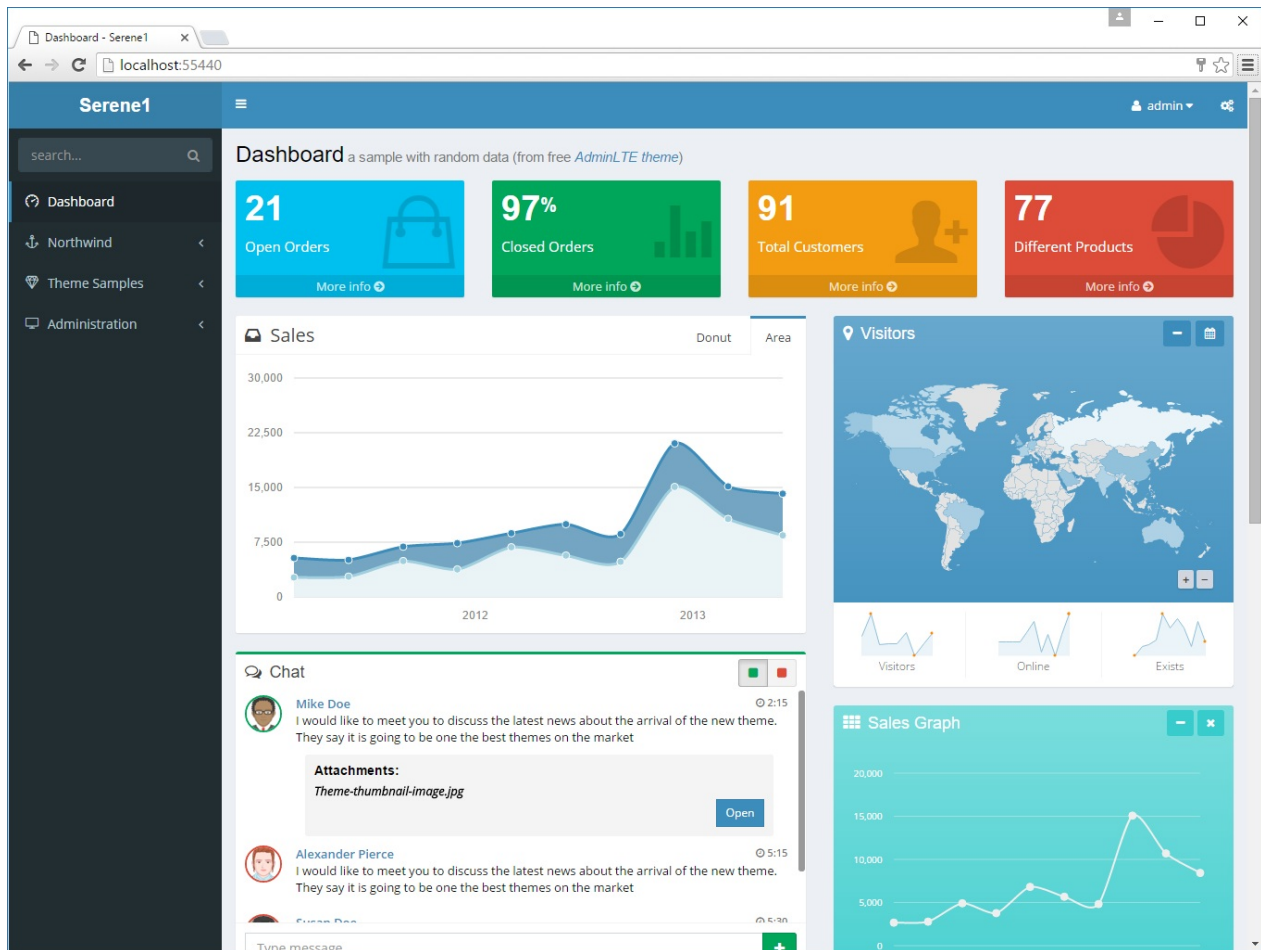 Dashboard - Serene1
localhost:55440
Serene1
admin
search...
Dashboard
Northwind
Theme Samples
Administration
Dashboard a sample with random data (from free AdminLTE theme)
21
Open Orders
More info
97%
Closed Orders
More info
91
Total Customers
More info
77
Different Products
More info
Sales
Donut
Area
30,000
22,500
15,000
7,500
0
2012
2013
Visitors
+
−
Visitors
Online
Exists
Chat
Mike Doe
2:15
I would like to meet you to discuss the latest news about the arrival of the new theme.
They say it is going to be one the best themes on the market
Attachments:
Theme-thumbnail-image.jpg
Open
Alexander Pierce
5:15
I would like to meet you to discuss the latest news about the arrival of the new theme.
They say it is going to be one the best themes on the market
Susan Doe
5:30
Type message
Sales Graph
20,000
15,000
10,000
5,000
0